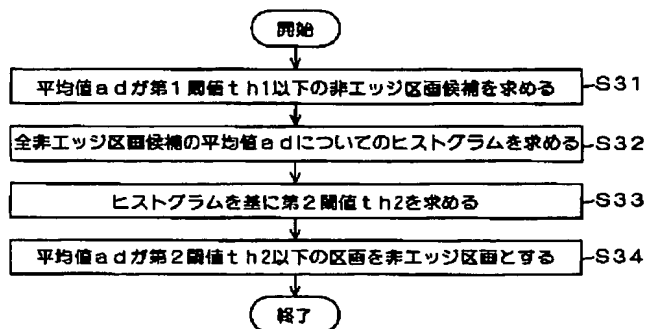 開始
平均値adが第1閾値th1以下の非エッジ区画候補を求める
S31
全非エッジ区画候補の平均値adについてのヒストグラムを求める
S32
ヒストグラムを基に第2閾値th2を求める
S33
平均値adが第2閾値th2以下の区画を非エッジ区画とする
S34
終了